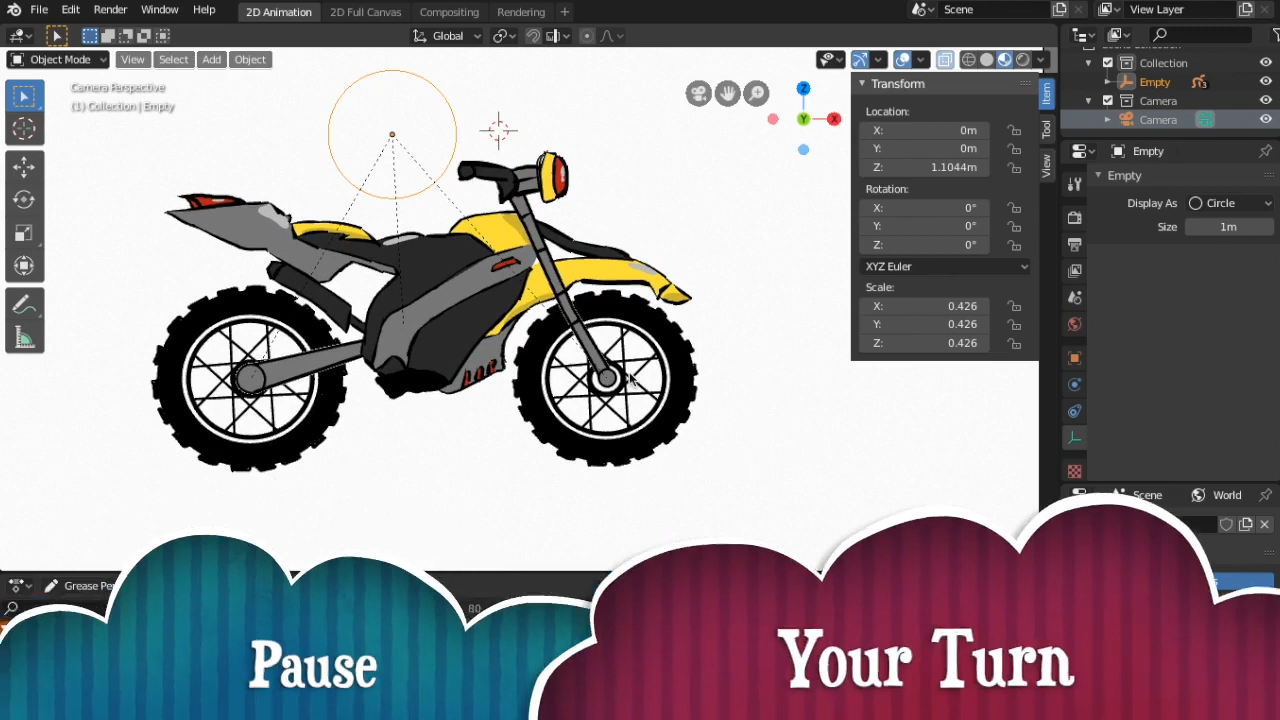 File Edit Render Window Help 2D Animation 2D Full Canvas Compositing Rendering + Scene View Layer
Global
Object Mode View Select Add Object
Camera Perspective
(1) Collection | Empty
Transform
Location:
X: 0m
Y: 0m
Z: 1.1044m
Rotation:
X: 0°
Y: 0°
Z: 0°
XYZ Euler
Scale:
X: 0.426
Y: 0.426
Z: 0.426
Item
Tool
View
Z
Y X
Collection
Empty 3
Camera
Camera
Empty
Empty
Display As Circle
Size 1m
Scene World
Grease Pe
80
Pause
Your Turn